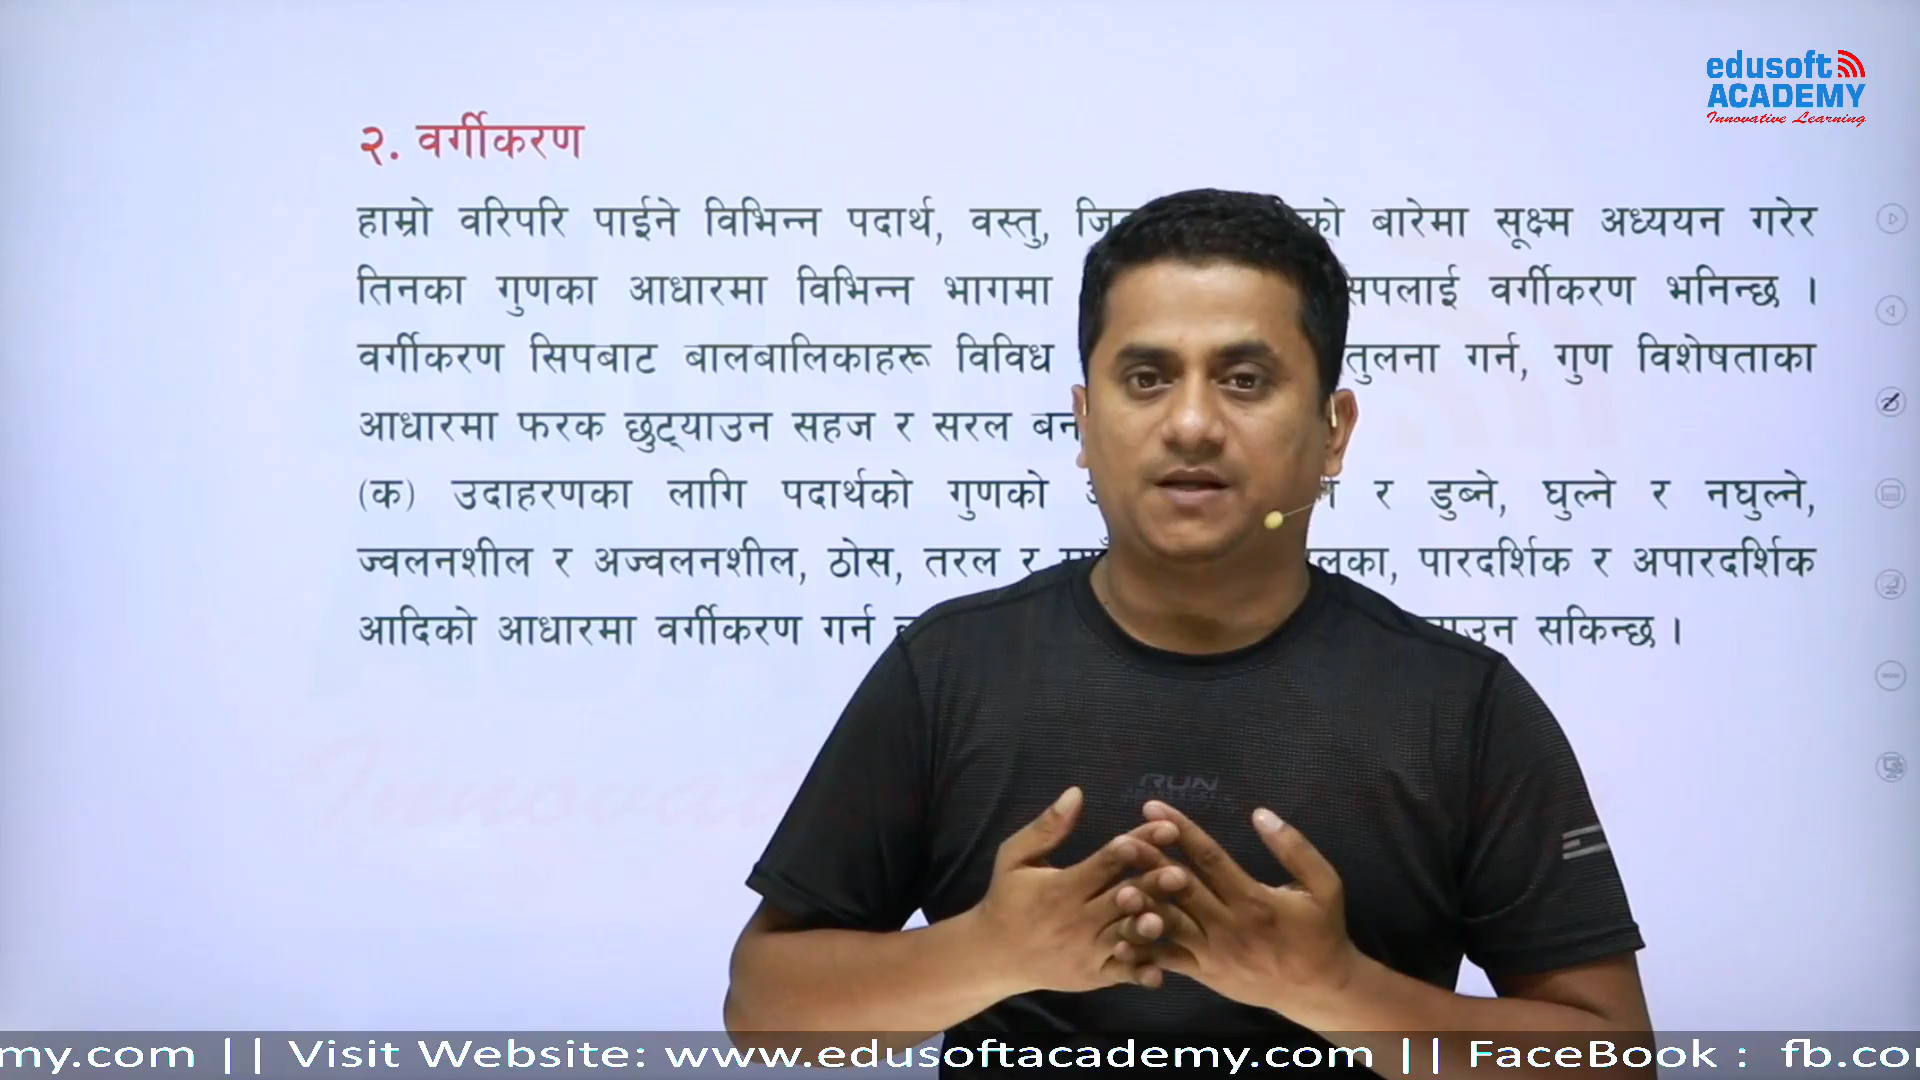 edusoft
ACADEMY
Innovative Learning
२. वर्गीकरण
हाम्रो वरिपरि पाईने विभिन्न पदार्थ, वस्तु, को बारेमा सूक्ष्म अध्ययन गरेर
तिनका गुणका आधारमा विभिन्न भागमा सिपलाई वर्गीकरण भनिन्छ ।
वर्गीकरण सिपबाट बालबालिकाहरू विविध तुलना गर्न, गुण विशेषताका
आधारमा फरक छुट्याउन सहज र सरल
(क) उदाहरणका लागि पदार्थको गुणको र डुब्ने, घुल्ने र नघुल्ने,
ज्वलनशील र अज्वलनशील, ठोस, तरल र पारदर्शिक र अपारदर्शिक
आदिको आधारमा वर्गीकरण गर्न सकिन्छ ।
Innovat
RUN
my.com || Visit Website: www.edusoftacademy.com || FaceBook : fb.co